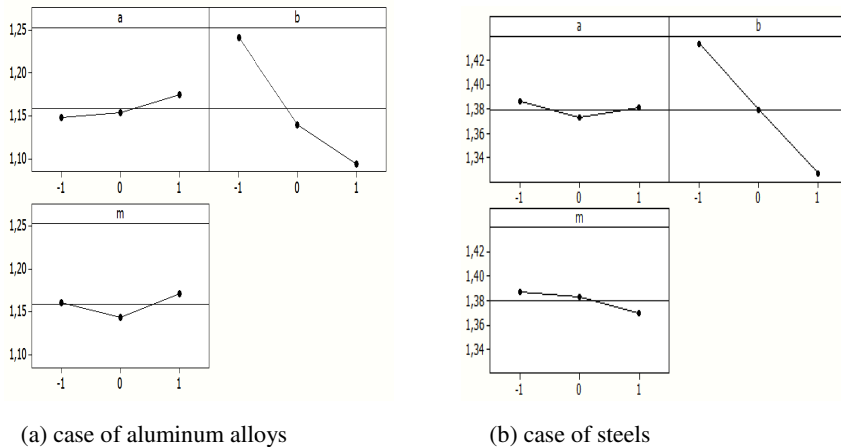 a b
1,25
1,20
1,15
1,10
-1 0 1 -1 0 1
m
1,25
1,20
1,15
1,10
-1 0 1
(a) case of aluminum alloys
a b
1,42
1,40
1,38
1,36
1,34
-1 0 1 -1 0 1
m
1,42
1,40
1,38
1,36
1,34
-1 0 1
(b) case of steels